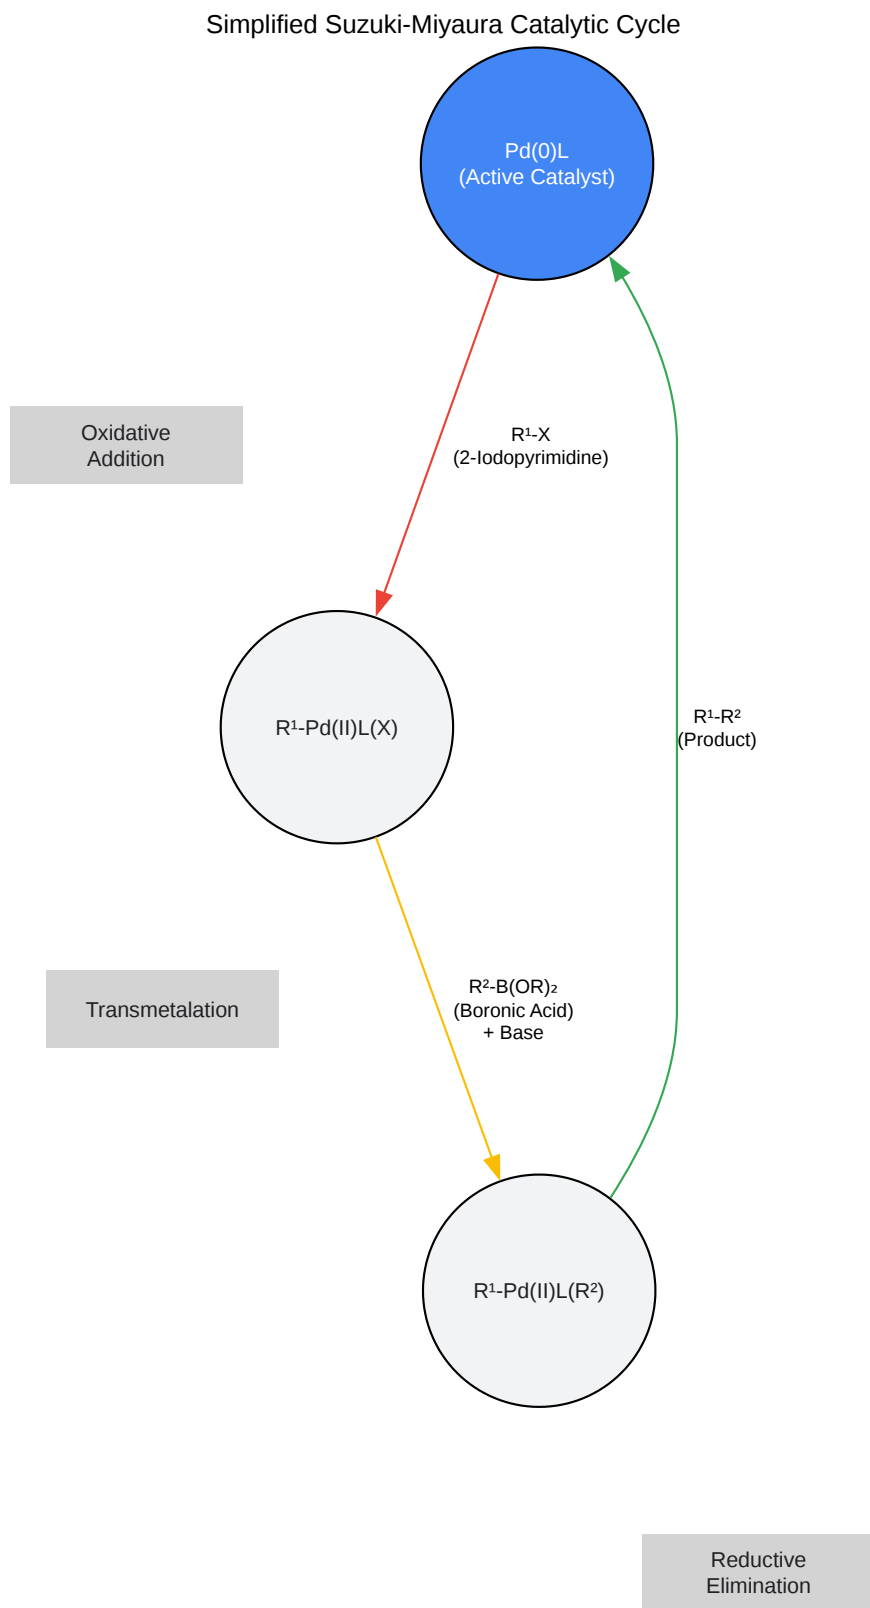 Simplified Suzuki-Miyaura Catalytic Cycle
Pd(0)L
(Active Catalyst)
Oxidative
Addition
R¹-X
(2-Iodopyrimidine)
R¹-Pd(II)L(X)
R¹-R²
(Product)
Transmetalation
R²-B(OR)₂
(Boronic Acid)
+ Base
R¹-Pd(II)L(R²)
Reductive
Elimination